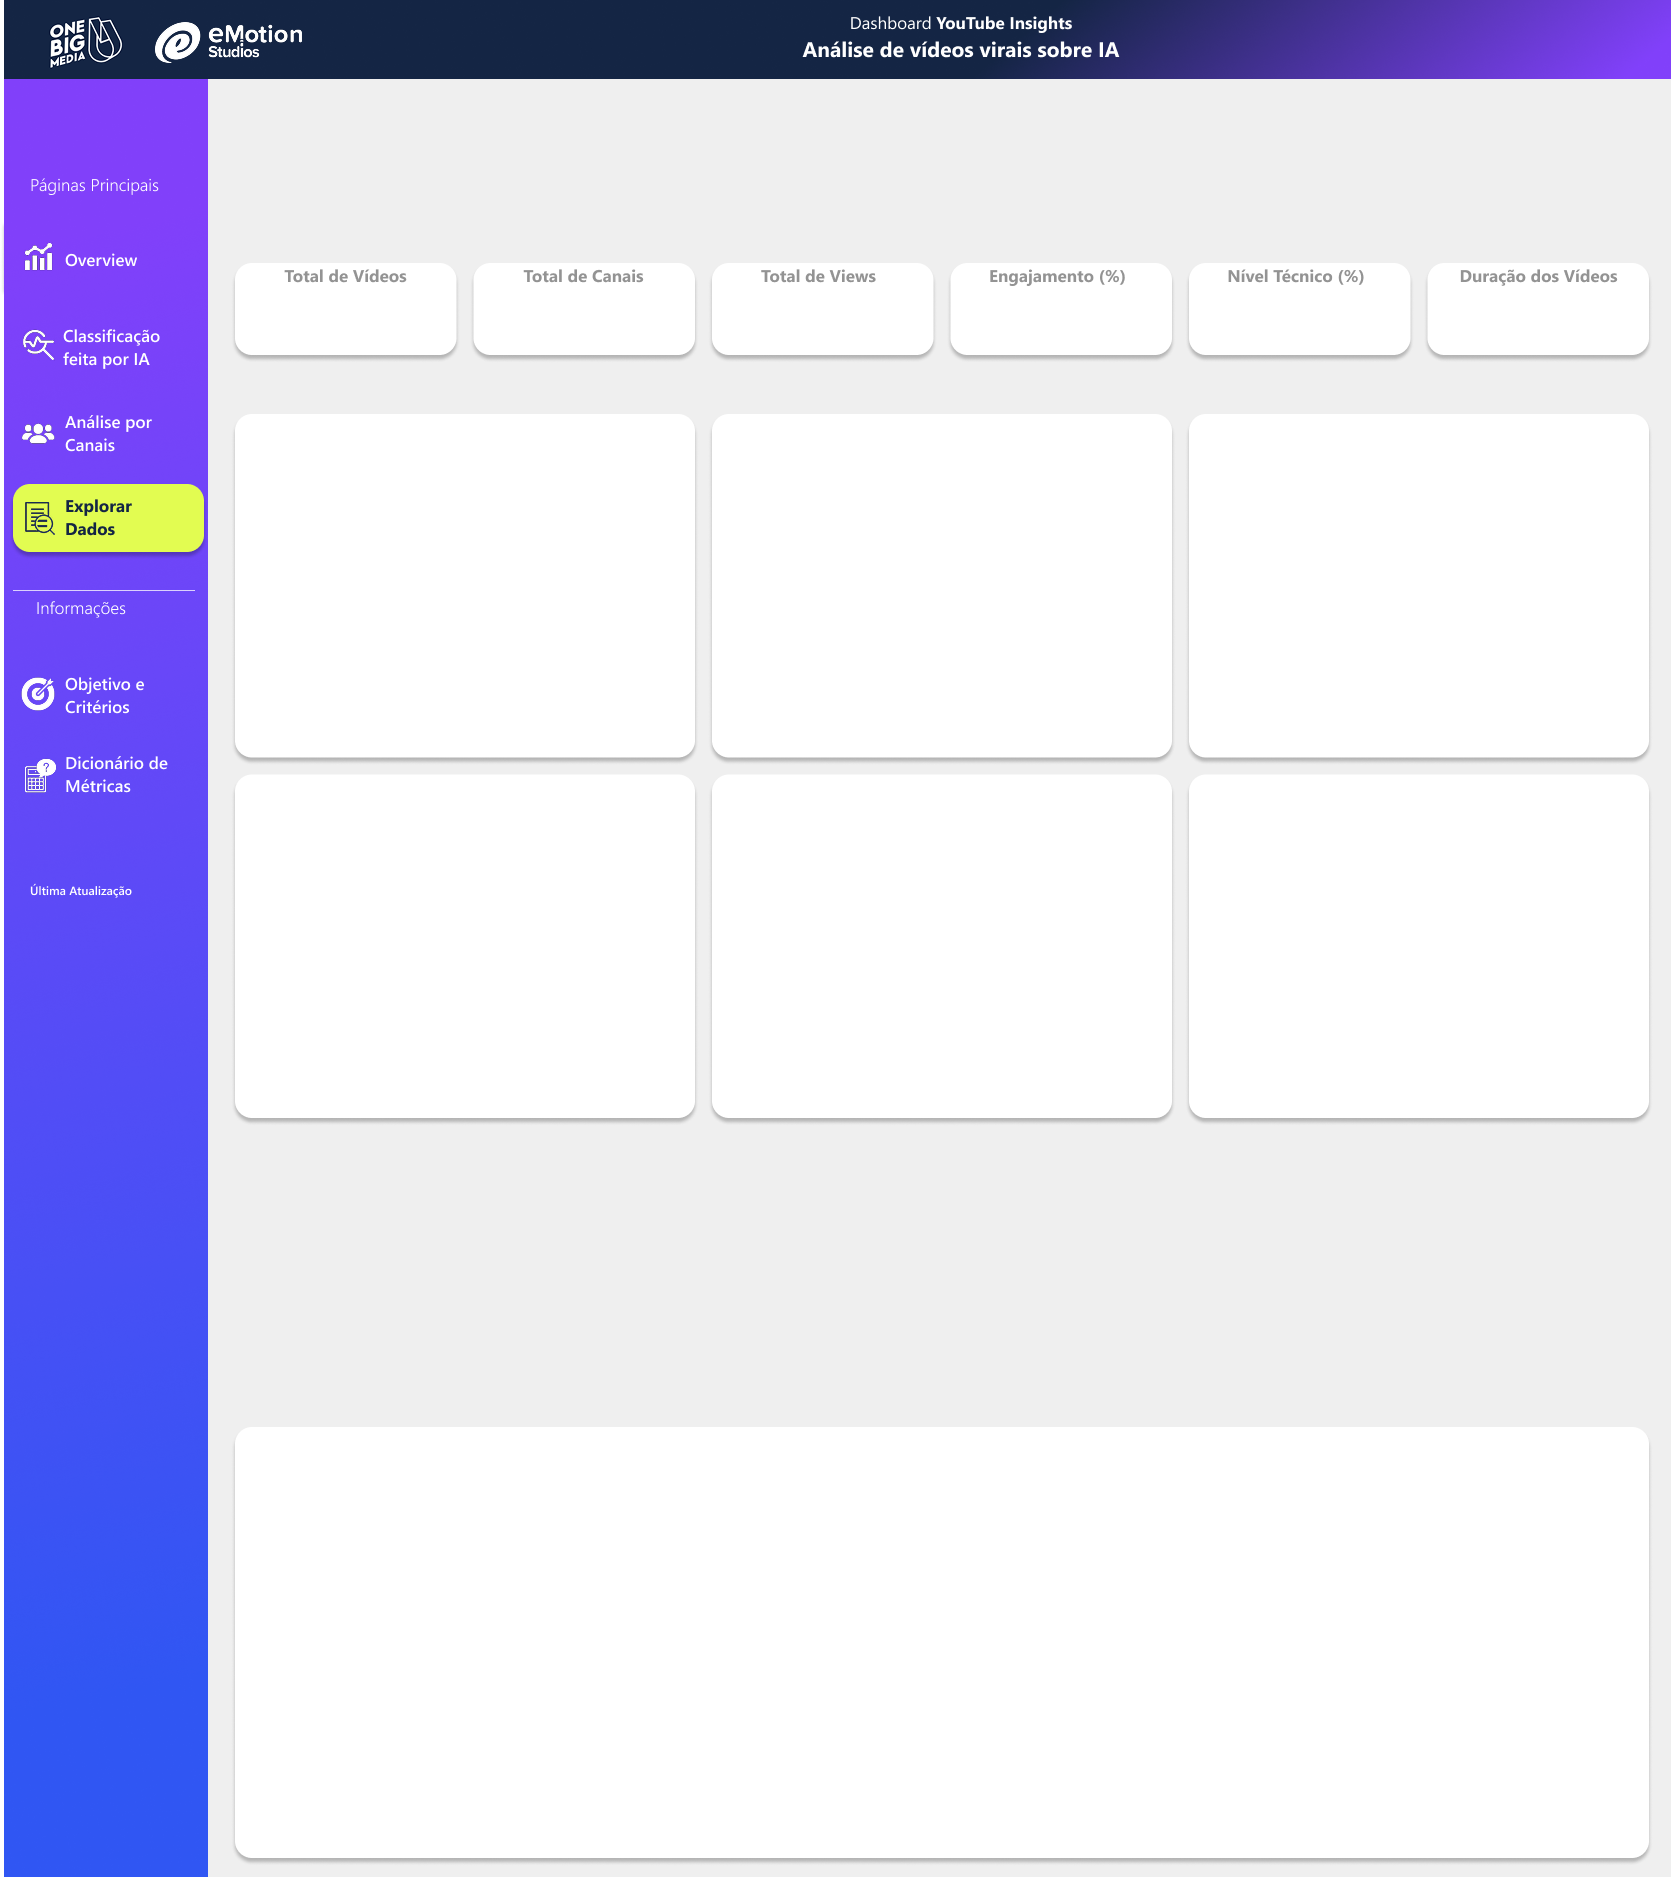 ONE
BIG
MEDIA
eMotion
Studios
Dashboard YouTube Insights
Análise de vídeos virais sobre IA
Páginas Principais
Overview
Classificação
feita por IA
Análise por
Canais
Explorar
Dados
Informações
Objetivo e
Critérios
?
Dicionário de
Métricas
Última Atualização
Total de Vídeos
Total de Canais
Total de Views
Engajamento (%)
Nível Técnico (%)
Duração dos Vídeos